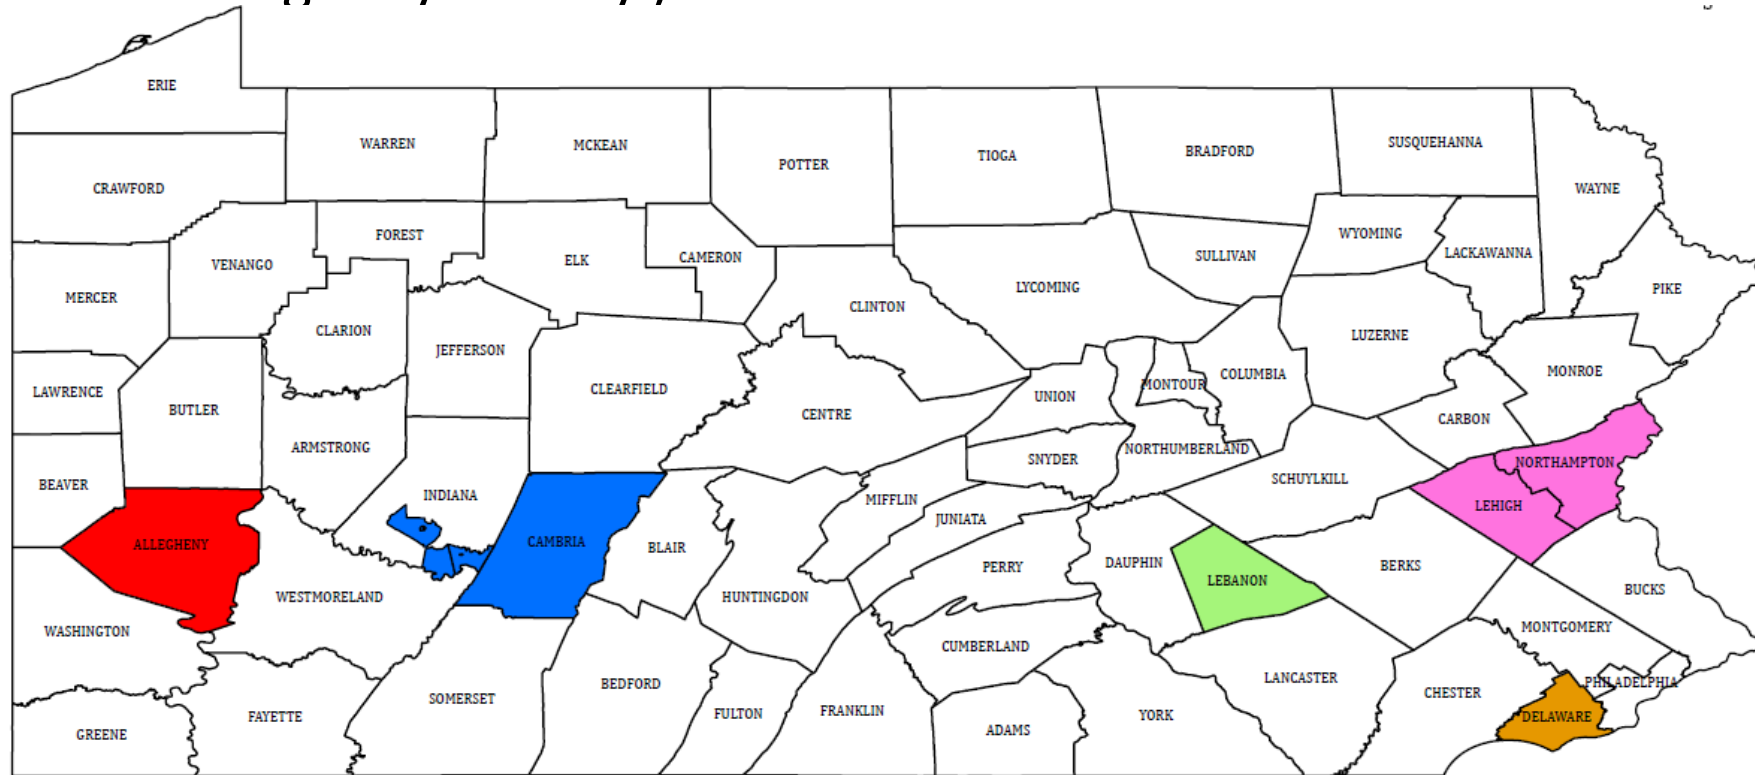 ERIE
WARREN
MCKEAN
POTTER
TIOGA
BRADFORD
SUSQUEHANNA
WAYNE
CRAWFORD
FOREST
VENANGO
ELK
CAMERON
SULLIVAN
WYOMING
LACKAWANNA
PIKE
MERCER
CLARION
JEFFERSON
CLINTON
LYCOMING
LUZERNE
MONROE
LAWRENCE
BUTLER
CLEARFIELD
CENTRE
UNION
MONTOUR
COLUMBIA
CARBON
ARMSTRONG
BEAVER
INDIANA
SNYDER
NORTHUMBERLAND
SCHUYLKILL
NORTHAMPTON
LEHIGH
ALLEGHENY
CAMBRIA
BLAIR
MIFFLIN
JUNIATA
PERRY
DAUPHIN
LEBANON
BERKS
BUCKS
WESTMORELAND
HUNTINGDON
WASHINGTON
CUMBERLAND
MONTGOMERY
SOMERSET
BEDFORD
LANCASTER
CHESTER
PHILADELPHIA
GREENE
FAYETTE
FULTON
FRANKLIN
ADAMS
YORK
DELAWARE